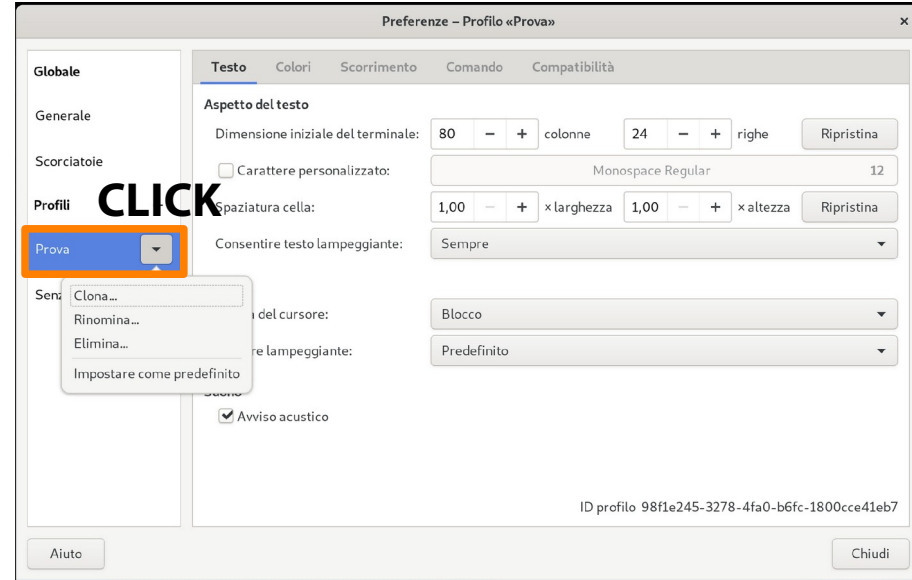 Preferenze – Profilo «Prova»
Globale
Generale
Scorciatoie
Profili
CLICK
Prova
Clona...
Rinomina...
Elimina...
Impostare come predefinito
Testo Colori Scorrimento Comando Compatibilità
Aspetto del testo
Dimensione iniziale del terminale: 80 − + colonne 24 − + righe Ripristina
Carattere personalizzato: Monospace Regular 12
Spaziatura cella: 1,00 − + × larghezza 1,00 − + × altezza Ripristina
Consentire testo lampeggiante: Sempre
del cursore: Blocco
lampeggiante: Predefinito
Avviso acustico
ID profilo 98f1e245-3278-4fa0-b6fc-1800cce41eb7
Aiuto Chiudi